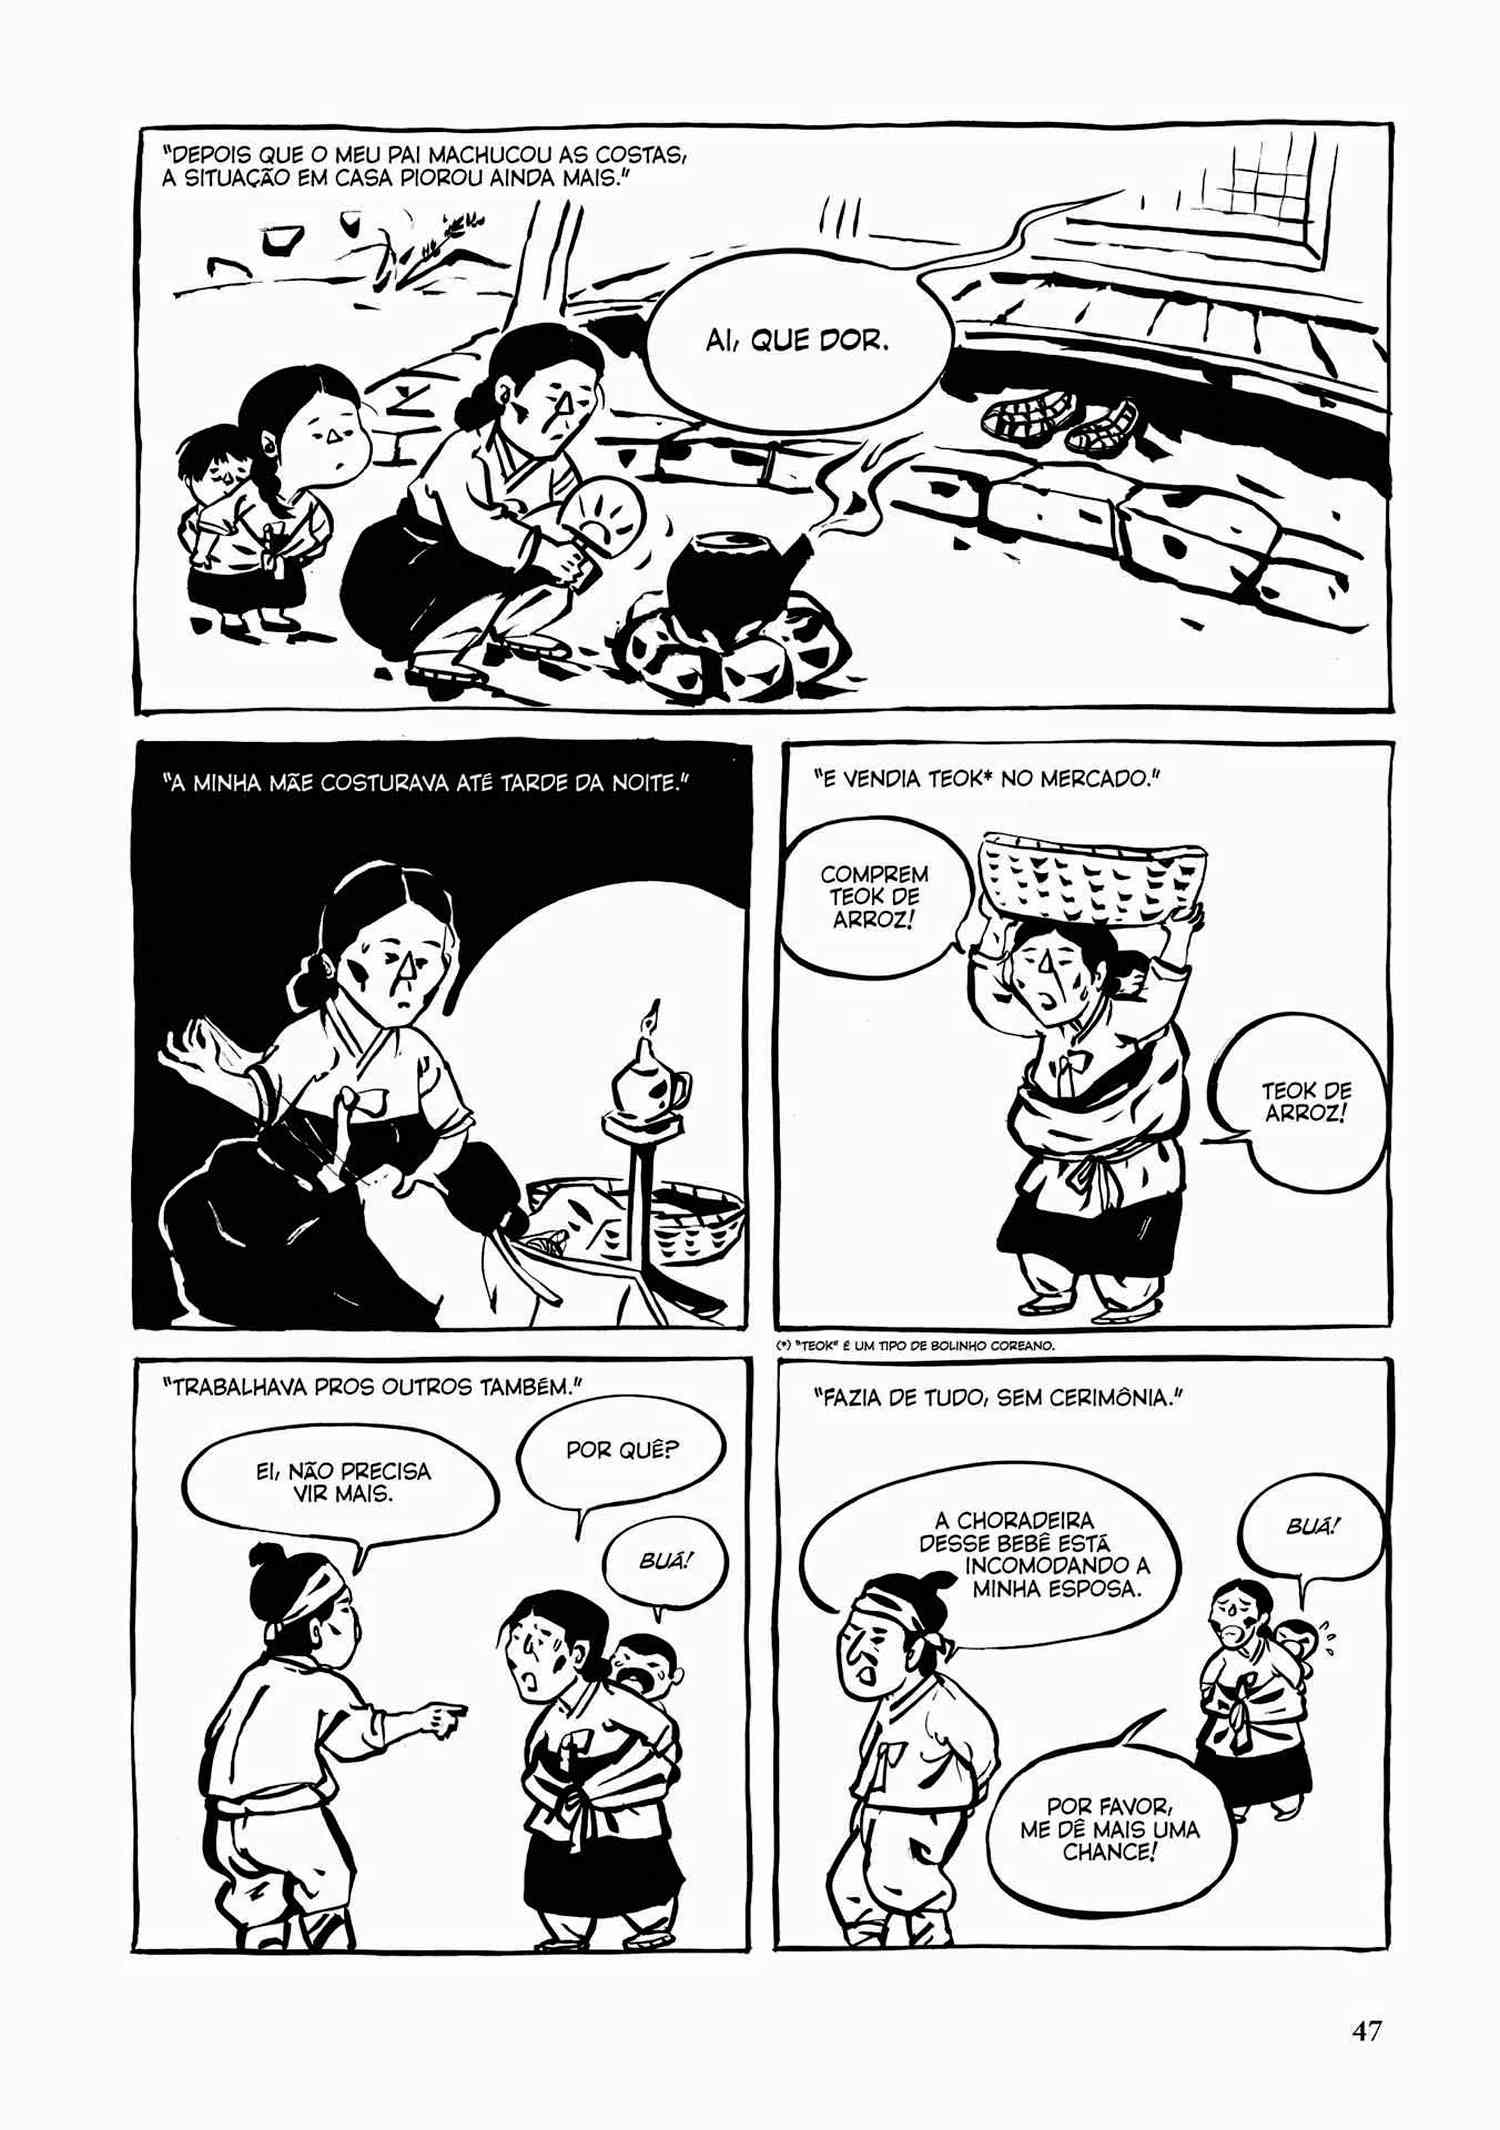 "DEPOIS QUE O MEU PAI MACHUCOU AS COSTAS,
A SITUAÇÃO EM CASA PIOROU AINDA MAIS."
AI, QUE DOR.
"A MINHA MÃE COSTURAVA ATÉ TARDE DA NOITE."
"E VENDIA TEOK* NO MERCADO."
COMPREM
TEOK DE
ARROZ!
TEOK DE
ARROZ!
(*) "TEOK" É UM TIPO DE BOLINHO COREANO.
"TRABALHAVA PROS OUTROS TAMBÉM."
EI, NÃO PRECISA
VIR MAIS.
POR QUÊ?
BUÁ!
"FAZIA DE TUDO, SEM CERIMÔNIA."
A CHORADEIRA
DESSE BEBÊ ESTÁ
INCOMODANDO A
MINHA ESPOSA.
BUÁ!
POR FAVOR,
ME DÊ MAIS UMA
CHANCE!
47